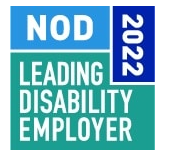 NOD
2022
LEADING
DISABILITY
EMPLOYER